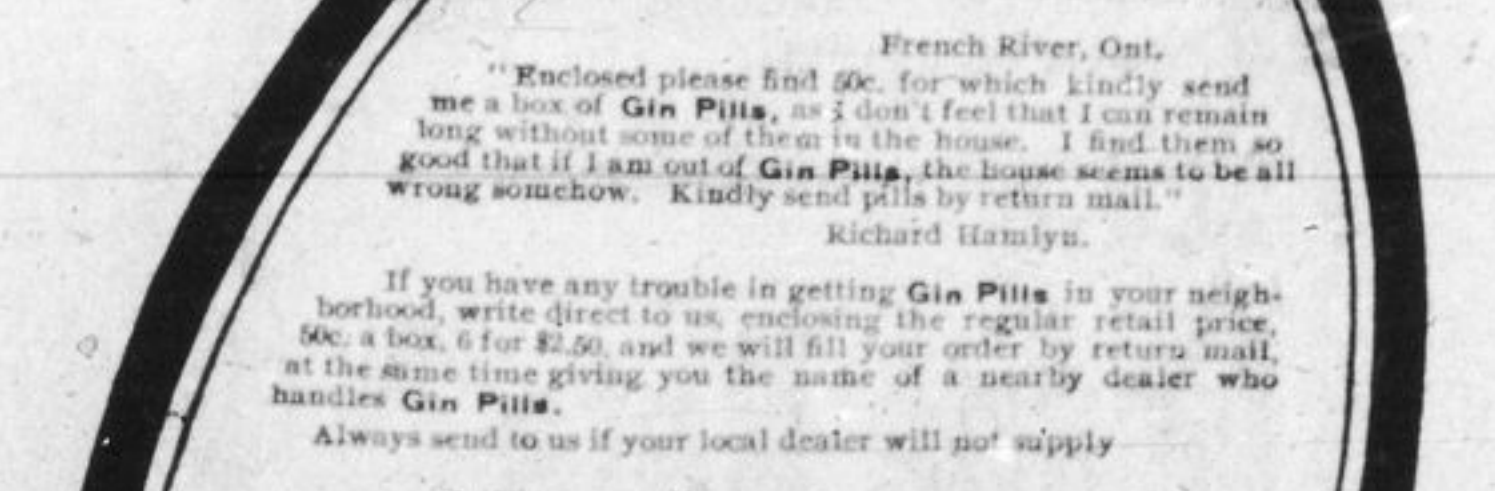 French River, Ont.
"Enclosed please find 50c. for which kindly send
me a box of Gin Pills, as I don't feel that I can remain
long without some of them in the house. I find them so
good that if I am out of Gin Pills, the house seems to be all
wrong somehow. Kindly send pills by return mail."
Richard Hamlyn.
If you have any trouble in getting Gin Pills in your neigh-
borhood, write direct to us, enclosing the regular retail price,
50c. a box, 6 for $2.50, and we will fill your order by return mail,
at the same time giving you the name of a nearby dealer who
handles Gin Pills.
Always send to us if your local dealer will not supply